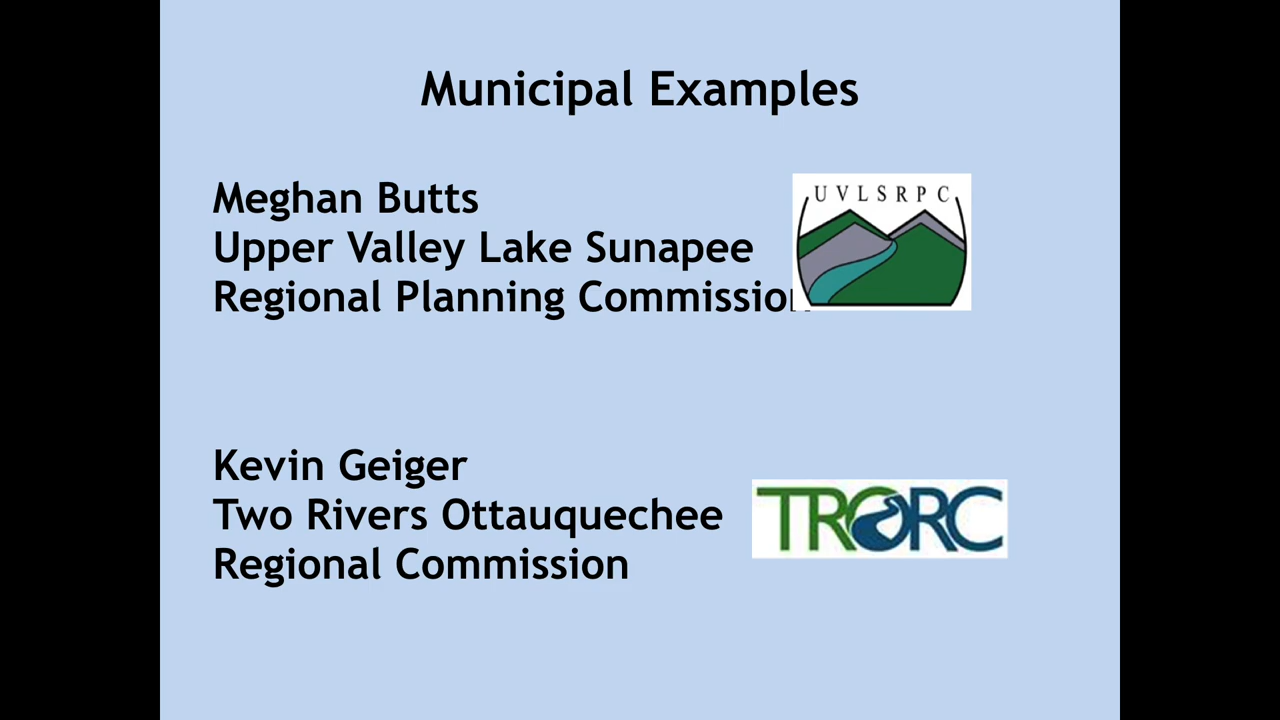 Municipal Examples
Meghan Butts
Upper Valley Lake Sunapee
Regional Planning Commission
UVLSRPC
Kevin Geiger
Two Rivers Ottauquechee
Regional Commission
TRORC